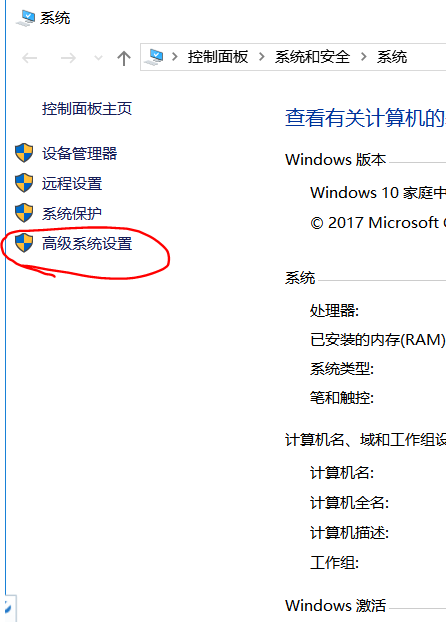 系统
控制面板 系统和安全 系统
控制面板主页
设备管理器
远程设置
系统保护
高级系统设置
查看有关计算机的
Windows 版本
Windows 10 家庭中
© 2017 Microsoft
系统
处理器:
已安装的内存(RAM)
系统类型:
笔和触控:
计算机名、域和工作组设
计算机名:
计算机全名:
计算机描述:
工作组:
Windows 激活